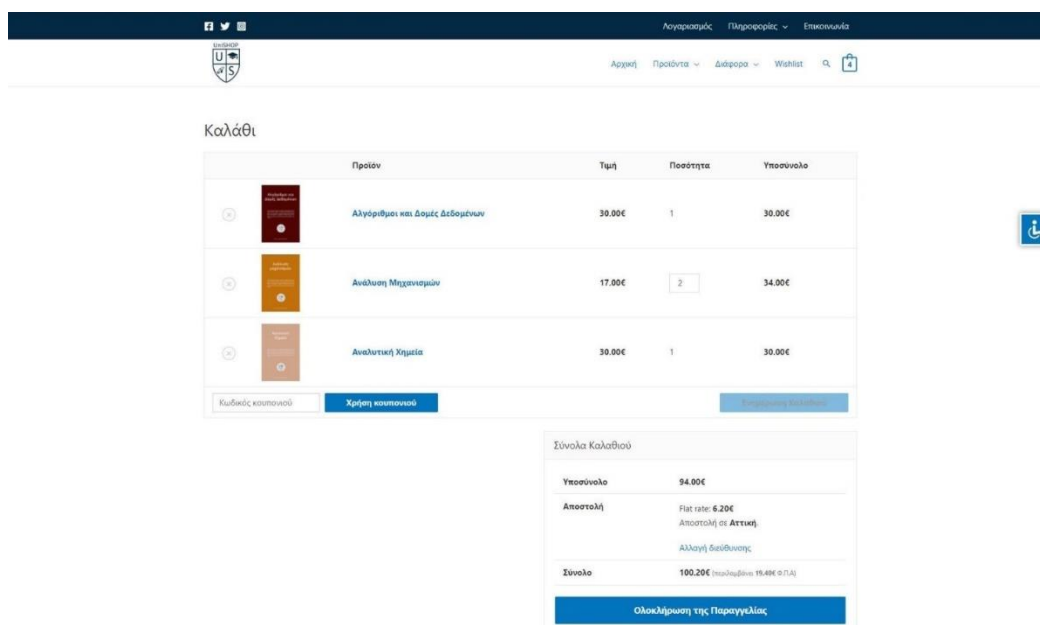 Λογαριασμός Πληροφορίες Επικοινωνία
UniSHOP
U
S
Αρχική Προϊόντα Διάφορα Wishlist 4
Καλάθι
Προϊόν Τιμή Ποσότητα Υποσύνολο
Αλγόριθμοι και Δομές Δεδομένων 30.00€ 1 30.00€
Ανάλυση Μηχανισμών 17.00€ 2 34.00€
Αναλυτική Χημεία 30.00€ 1 30.00€
Κωδικός κουπονιού Χρήση κουπονιού
Σύνολα Καλαθιού
Υποσύνολο 94.00€
Αποστολή Flat rate: 6.20€
Αποστολή σε Αττική.
Αλλαγή διεύθυνσης
Σύνολο 100.20€ (περιλαμβάνει 19.40€ Φ.Π.Α)
Ολοκλήρωση της Παραγγελίας